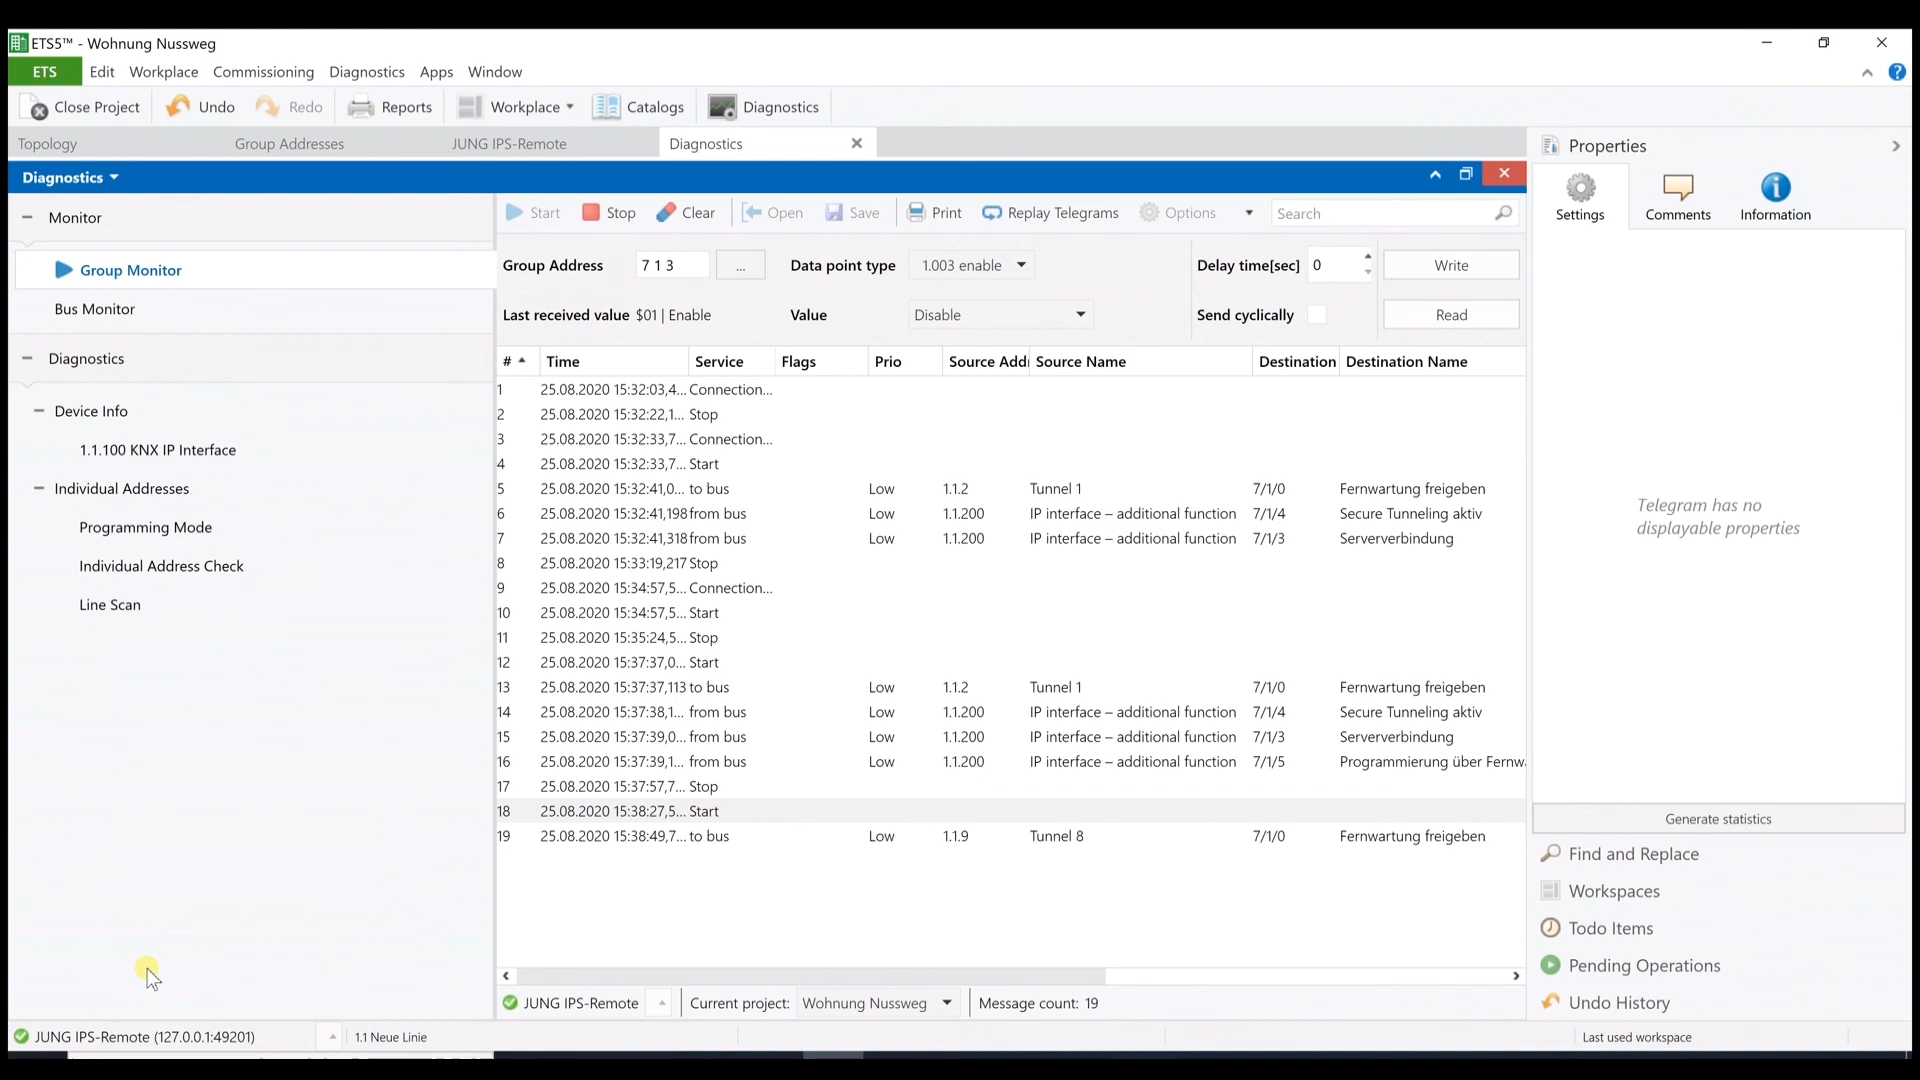 ETS5™ - Wohnung Nussweg
ETS Edit Workplace Commissioning Diagnostics Apps Window
Close Project Undo Redo Reports Workplace Catalogs Diagnostics
Topology Group Addresses JUNG IPS-Remote Diagnostics
Diagnostics
Monitor
Group Monitor
Bus Monitor
Diagnostics
Device Info
1.1.100 KNX IP Interface
Individual Addresses
Programming Mode
Individual Address Check
Line Scan
Start Stop Clear Open Save Print Replay Telegrams Options Search
Group Address 7 1 3 ... Data point type 1.003 enable Delay time[sec] 0 Write
Last received value $01 | Enable Value Disable Send cyclically Read
# Time Service Flags Prio Source Addr Source Name Destination Destination Name
1 25.08.2020 15:32:03,4... Connection...
2 25.08.2020 15:32:22,1... Stop
3 25.08.2020 15:32:33,7... Connection...
4 25.08.2020 15:32:33,7... Start
5 25.08.2020 15:32:41,0... to bus Low 1.1.2 Tunnel 1 7/1/0 Fernwartung freigeben
6 25.08.2020 15:32:41,198 from bus Low 1.1.200 IP interface – additional function 7/1/4 Secure Tunneling aktiv
7 25.08.2020 15:32:41,318 from bus Low 1.1.200 IP interface – additional function 7/1/3 Serververbindung
8 25.08.2020 15:33:19,217 Stop
9 25.08.2020 15:34:57,5... Connection...
10 25.08.2020 15:34:57,5... Start
11 25.08.2020 15:35:24,5... Stop
12 25.08.2020 15:37:37,0... Start
13 25.08.2020 15:37:37,113 to bus Low 1.1.2 Tunnel 1 7/1/0 Fernwartung freigeben
14 25.08.2020 15:37:38,1... from bus Low 1.1.200 IP interface – additional function 7/1/4 Secure Tunneling aktiv
15 25.08.2020 15:37:39,0... from bus Low 1.1.200 IP interface – additional function 7/1/3 Serververbindung
16 25.08.2020 15:37:39,1... from bus Low 1.1.200 IP interface – additional function 7/1/5 Programmierung über Fernw
17 25.08.2020 15:37:57,7... Stop
18 25.08.2020 15:38:27,5... Start
19 25.08.2020 15:38:49,7... to bus Low 1.1.9 Tunnel 8 7/1/0 Fernwartung freigeben
JUNG IPS-Remote Current project: Wohnung Nussweg Message count: 19
Properties
Settings Comments Information
Telegram has no
displayable properties
Generate statistics
Find and Replace
Workspaces
Todo Items
Pending Operations
Undo History
JUNG IPS-Remote (127.0.0.1:49201) 1.1 Neue Linie Last used workspace